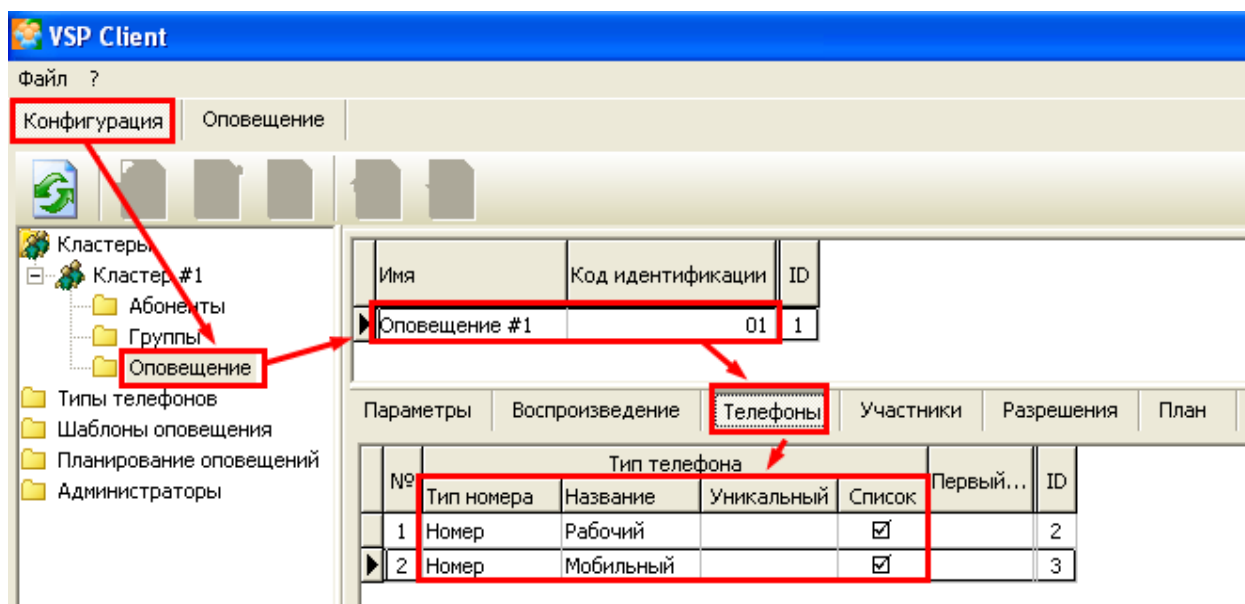 VSP Client
Файл ?
Конфигурация Оповещение
Кластеры
Кластер #1
Абоненты
Группы
Оповещение
Типы телефонов
Шаблоны оповещения
Планирование оповещений
Администраторы
Имя Код идентификации ID
Оповещение #1 01 1
Параметры Воспроизведение Телефоны Участники Разрешения План
№ Тип телефона Первый... ID
Тип номера Название Уникальный Список
1 Номер Рабочий 2
2 Номер Мобильный 3